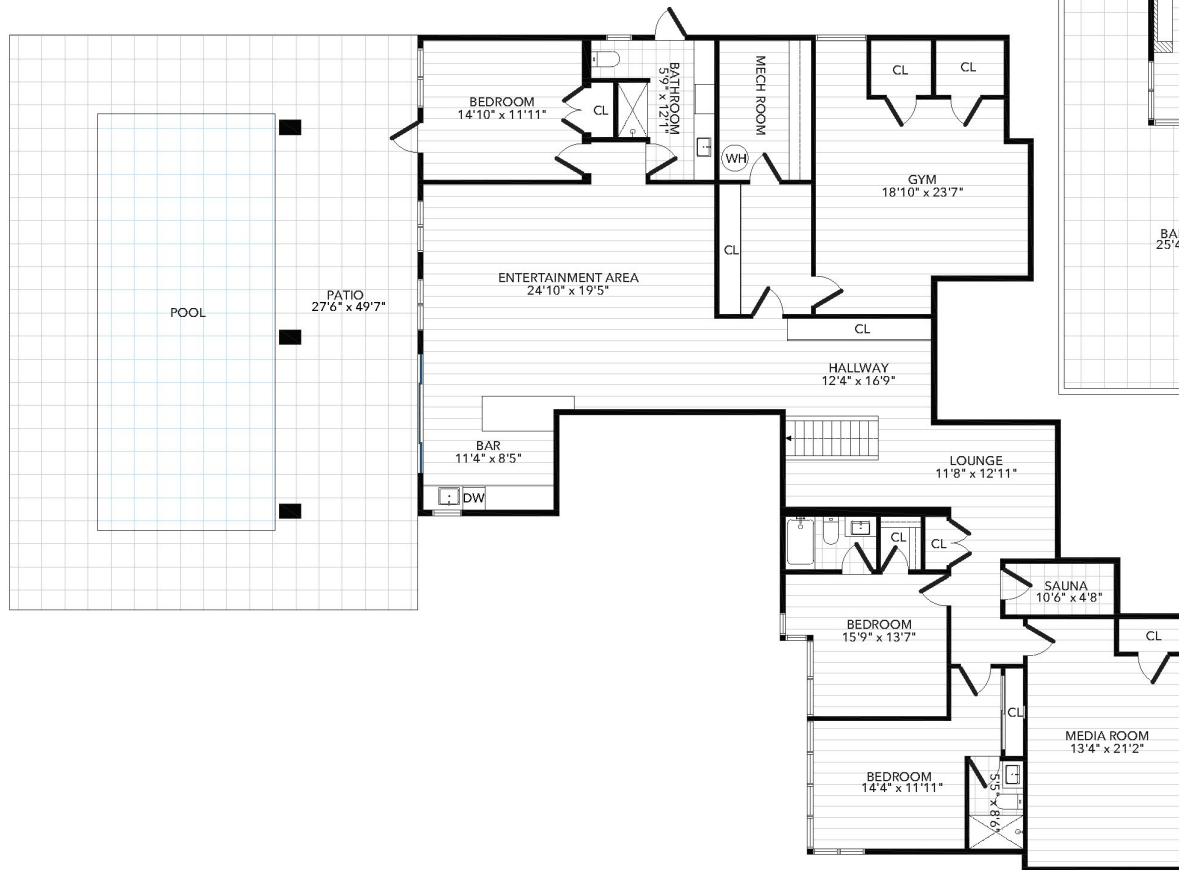 CL
CL
BEDROOM
14'10" x 11'11"
CL
BATHROOM
5'9" x 12'1"
MECH ROOM
WH
GYM
18'10" x 23'7"
CL
ENTERTAINMENT AREA
24'10" x 19'5"
PATIO
27'6" x 49'7"
POOL
CL
HALLWAY
12'4" x 16'9"
BAR
11'4" x 8'5"
DW
LOUNGE
11'8" x 12'11"
CL
CL
SAUNA
10'6" x 4'8"
BEDROOM
15'9" x 13'7"
CL
CL
MEDIA ROOM
13'4" x 21'2"
BEDROOM
14'4" x 11'11"
5'5" x 8'6"